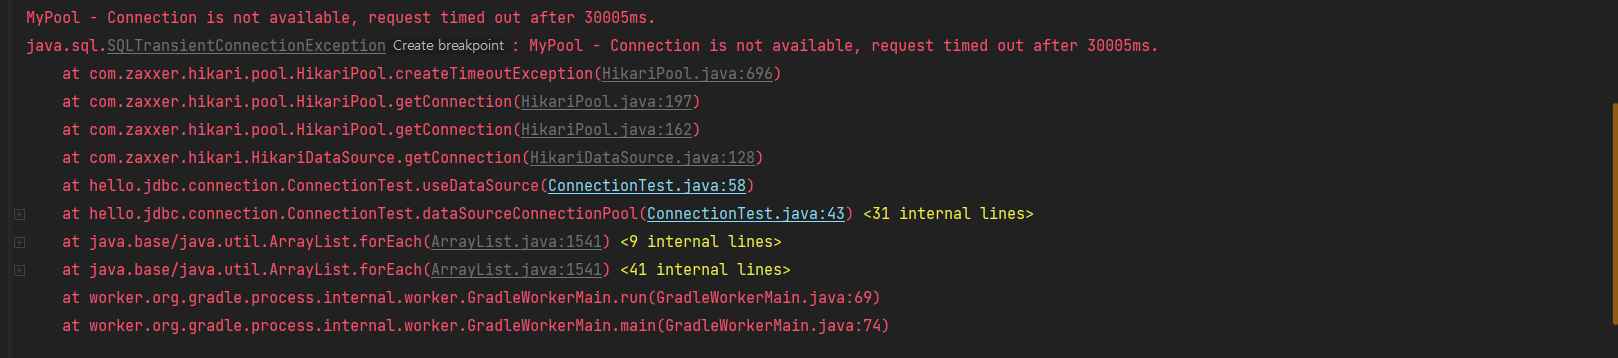 MyPool - Connection is not available, request timed out after 30005ms.
java.sql.SQLTransientConnectionException Create breakpoint : MyPool - Connection is not available, request timed out after 30005ms.
at com.zaxxer.hikari.pool.HikariPool.createTimeoutException(HikariPool.java:696)
at com.zaxxer.hikari.pool.HikariPool.getConnection(HikariPool.java:197)
at com.zaxxer.hikari.pool.HikariPool.getConnection(HikariPool.java:162)
at com.zaxxer.hikari.HikariDataSource.getConnection(HikariDataSource.java:128)
at hello.jdbc.connection.ConnectionTest.useDataSource(ConnectionTest.java:58)
at hello.jdbc.connection.ConnectionTest.dataSourceConnectionPool(ConnectionTest.java:43) <31 internal lines>
at java.base/java.util.ArrayList.forEach(ArrayList.java:1541) <9 internal lines>
at java.base/java.util.ArrayList.forEach(ArrayList.java:1541) <41 internal lines>
at worker.org.gradle.process.internal.worker.GradleWorkerMain.run(GradleWorkerMain.java:69)
at worker.org.gradle.process.internal.worker.GradleWorkerMain.main(GradleWorkerMain.java:74)